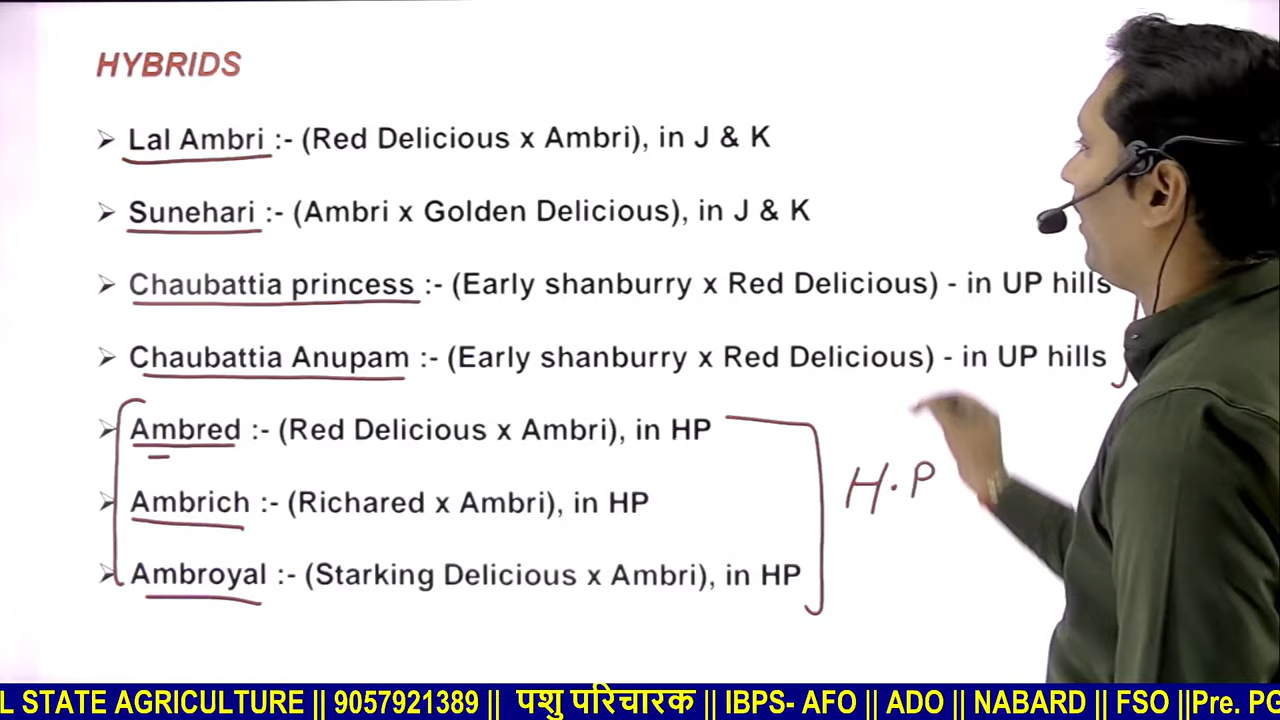 HYBRIDS
➢ Lal Ambri :- (Red Delicious x Ambri), in J & K
➢ Sunehari :- (Ambri x Golden Delicious), in J & K
➢ Chaubattia princess :- (Early shanburry x Red Delicious) - in UP hills
➢ Chaubattia Anupam :- (Early shanburry x Red Delicious) - in UP hills
➢ Ambred :- (Red Delicious x Ambri), in HP
➢ Ambrich :- (Richared x Ambri), in HP
H.P
➢ Ambroyal :- (Starking Delicious x Ambri), in HP
L STATE AGRICULTURE || 9057921389 || पशु परिचारक || IBPS- AFO || ADO || NABARD || FSO ||Pre. PG